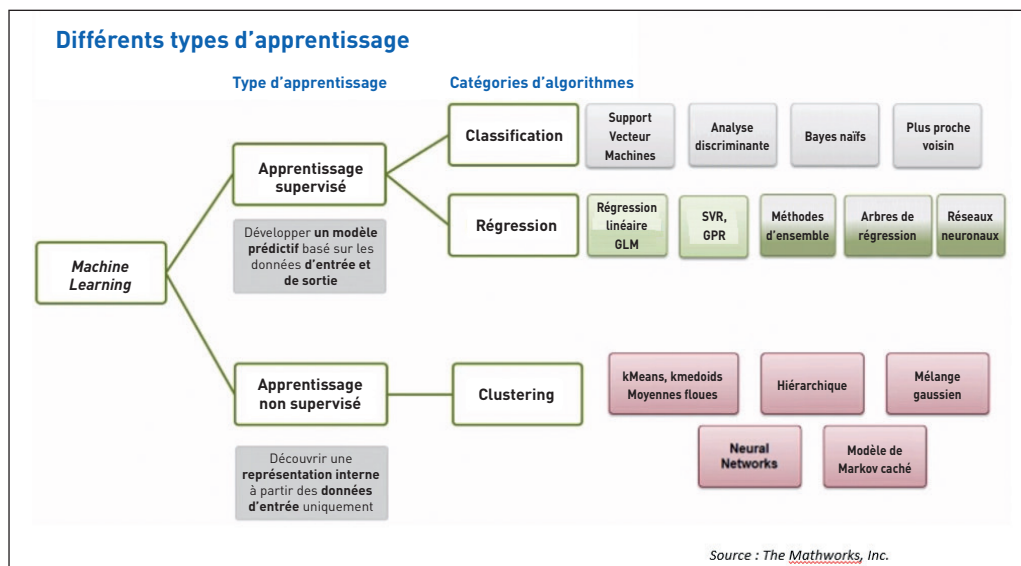 Différents types d'apprentissage
Type d'apprentissage
Catégories d'algorithmes
Machine
Learning
Apprentissage
supervisé
Développer un modèle
prédictif basé sur les
données d'entrée et
de sortie
Classification
Support
Vecteur
Machines
Analyse
discriminante
Bayes naïfs
Plus proche
voisin
Régression
Régression
linéaire
GLM
SVR,
GPR
Méthodes
d'ensemble
Arbres de
régression
Réseaux
neuronaux
Apprentissage
non supervisé
Découvrir une
représentation interne
à partir des données
d'entrée uniquement
Clustering
kMeans, kmedoids
Moyennes floues
Hiérarchique
Mélange
gaussien
Neural
Networks
Modèle de
Markov caché
Source : The Mathworks, Inc.